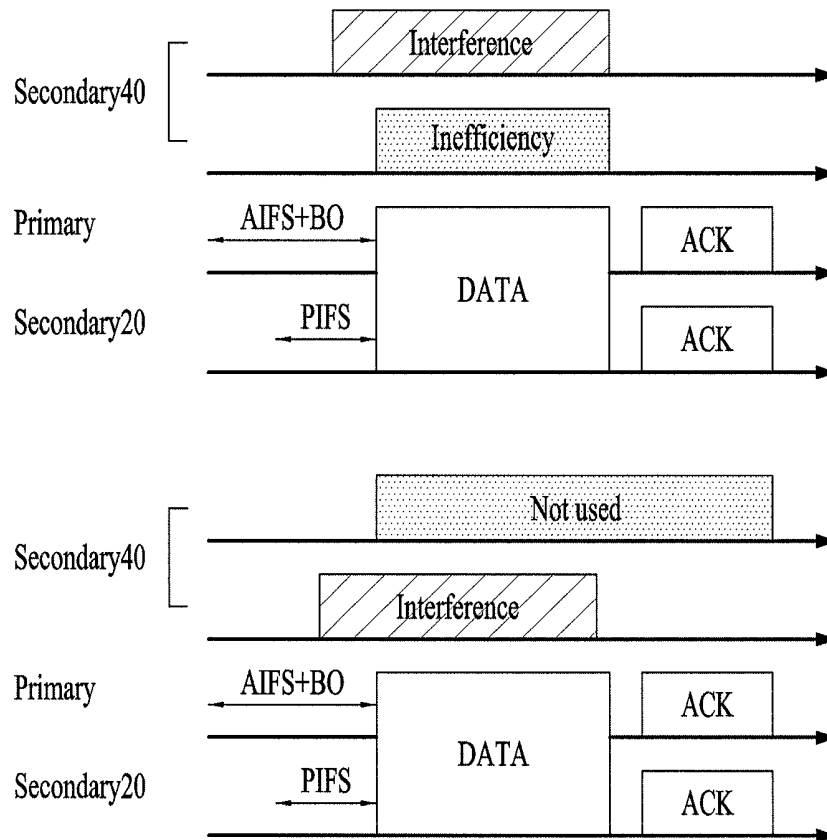 Interference
Secondary40
Inefficiency
Primary
AIFS+BO
DATA
ACK
Secondary20
PIFS
ACK
Not used
Secondary40
Interference
Primary
AIFS+BO
DATA
ACK
Secondary20
PIFS
ACK